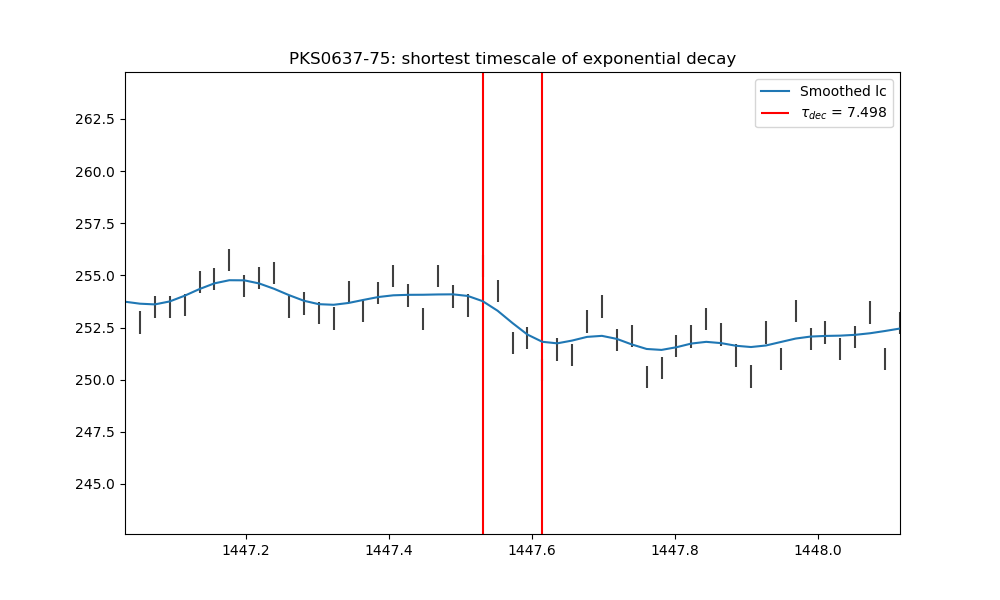 PKS0637-75: shortest timescale of exponential decay
Smoothed lc
τ_dec = 7.498
262.5
260.0
257.5
255.0
252.5
250.0
247.5
245.0
1447.2 1447.4 1447.6 1447.8 1448.0